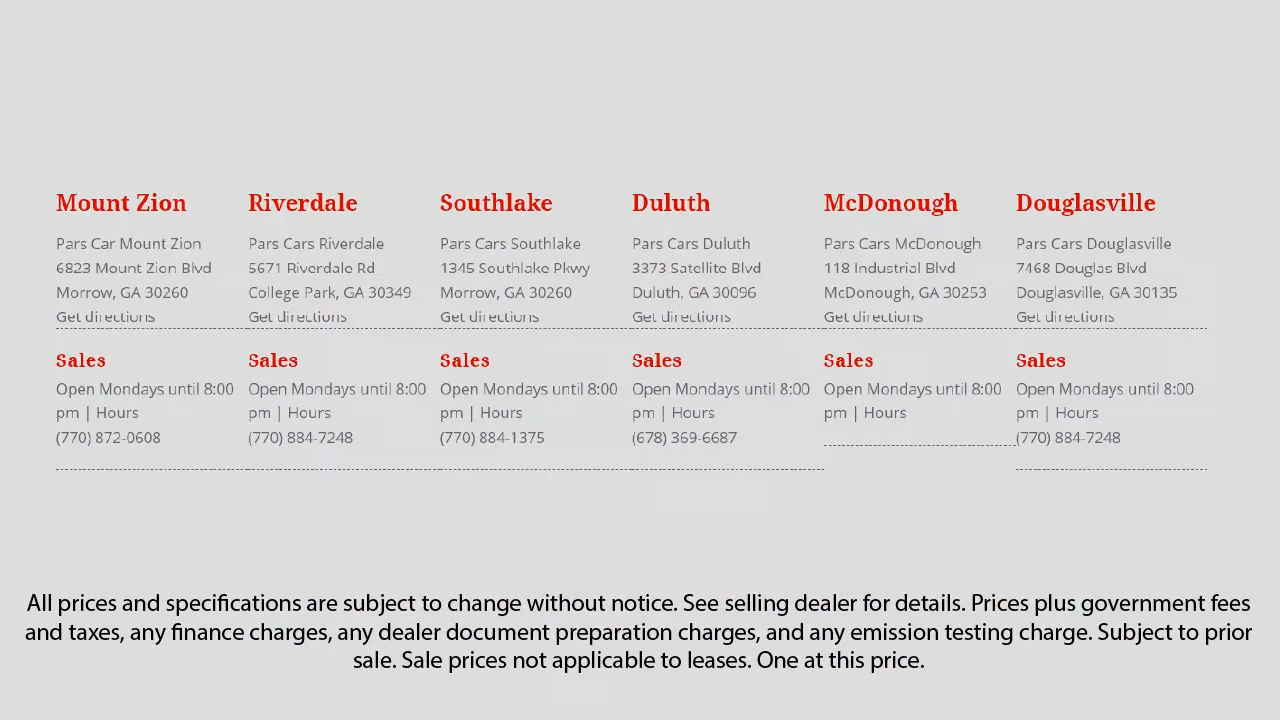 Mount Zion
Pars Car Mount Zion
6823 Mount Zion Blvd
Morrow, GA 30260
Get directions
Sales
Open Mondays until 8:00
pm | Hours
(770) 872-0608
Riverdale
Pars Cars Riverdale
5671 Riverdale Rd
College Park, GA 30349
Get directions
Sales
Open Mondays until 8:00
pm | Hours
(770) 884-7248
Southlake
Pars Cars Southlake
1345 Southlake Pkwy
Morrow, GA 30260
Get directions
Sales
Open Mondays until 8:00
pm | Hours
(770) 884-1375
Duluth
Pars Cars Duluth
3373 Satellite Blvd
Duluth, GA 30096
Get directions
Sales
Open Mondays until 8:00
pm | Hours
(678) 369-6687
McDonough
Pars Cars McDonough
118 Industrial Blvd
McDonough, GA 30253
Get directions
Sales
Open Mondays until 8:00
pm | Hours
Douglasville
Pars Cars Douglasville
7468 Douglas Blvd
Douglasville, GA 30135
Get directions
Sales
Open Mondays until 8:00
pm | Hours
(770) 884-7248
All prices and specifications are subject to change without notice. See selling dealer for details. Prices plus government fees
and taxes, any finance charges, any dealer document preparation charges, and any emission testing charge. Subject to prior
sale. Sale prices not applicable to leases. One at this price.